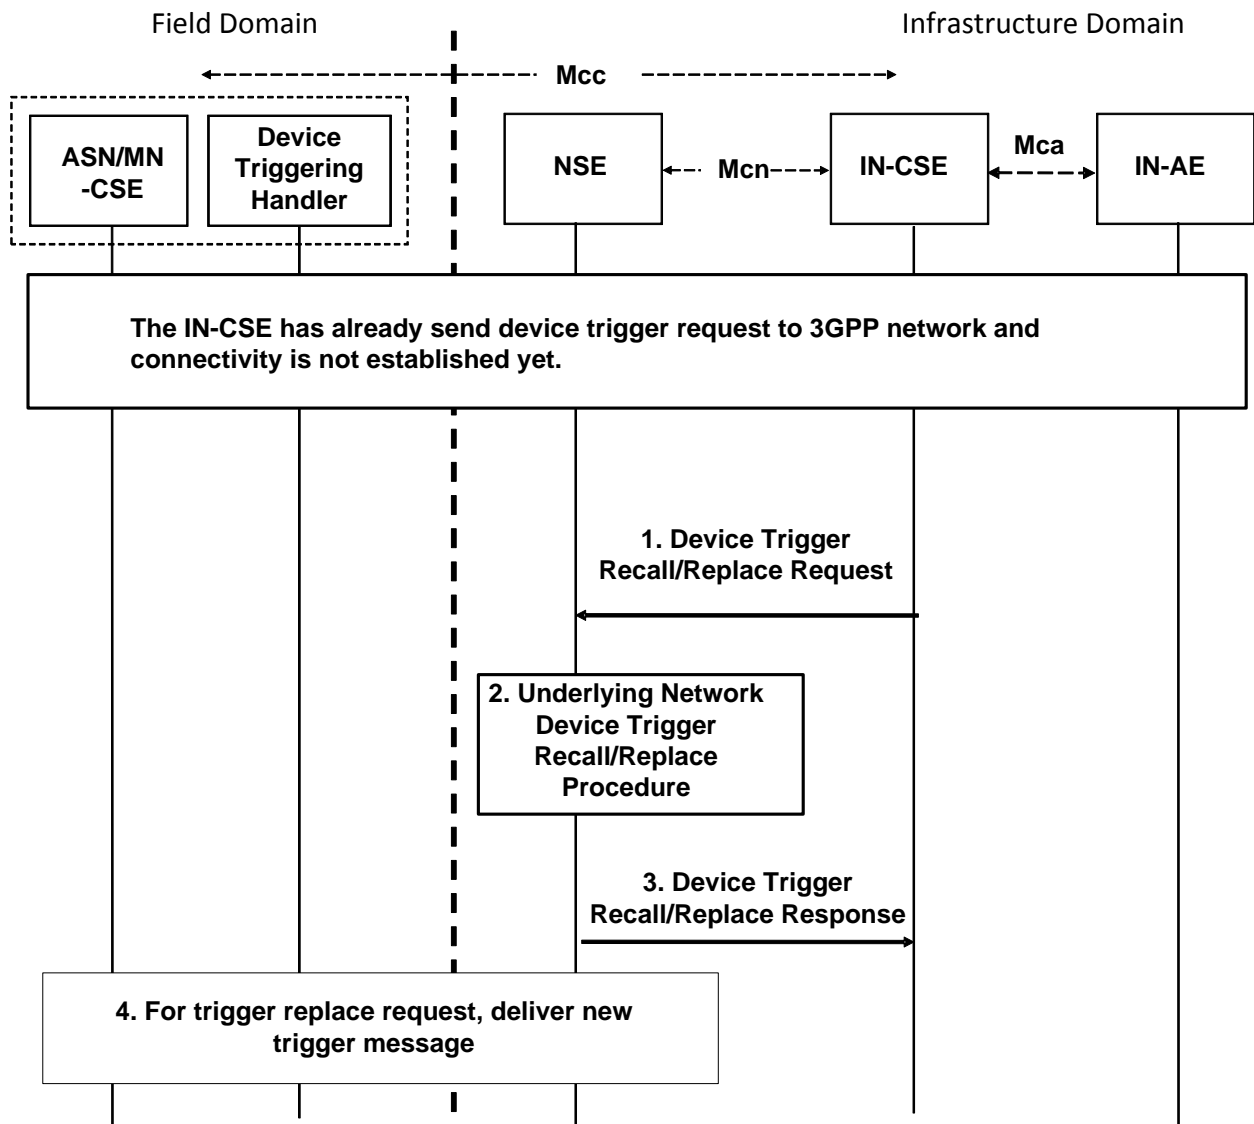 Field Domain
Infrastructure Domain
Mcc
ASN/MN
-CSE
Device
Triggering
Handler
NSE
Mcn
IN-CSE
Mca
IN-AE
The IN-CSE has already send device trigger request to 3GPP network and
connectivity is not established yet.
1. Device Trigger
Recall/Replace Request
2. Underlying Network
Device Trigger
Recall/Replace
Procedure
3. Device Trigger
Recall/Replace Response
4. For trigger replace request, deliver new
trigger message